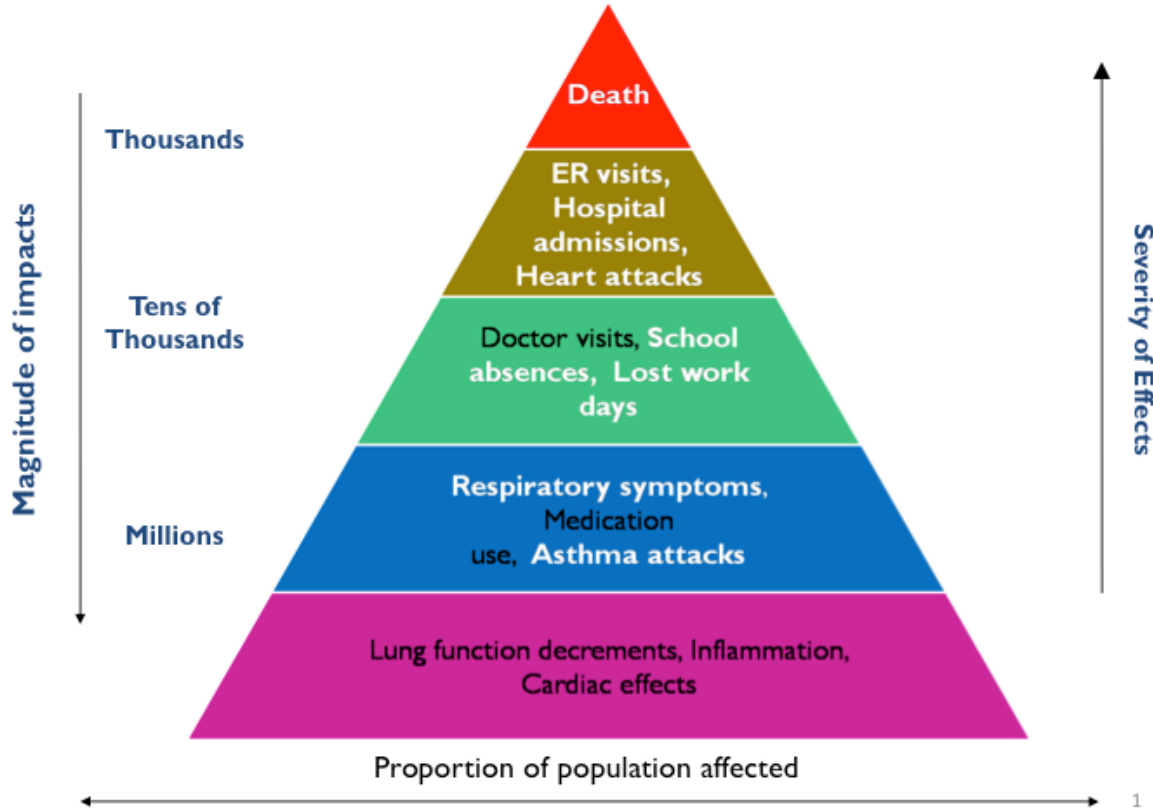 Death
Thousands
ER visits,
Hospital
admissions,
Heart attacks
Magnitude of impacts
Severity of Effects
Tens of
Thousands
Doctor visits, School
absences, Lost work
days
Respiratory symptoms,
Medication
use, Asthma attacks
Millions
Lung function decrements, Inflammation,
Cardiac effects
Proportion of population affected
1